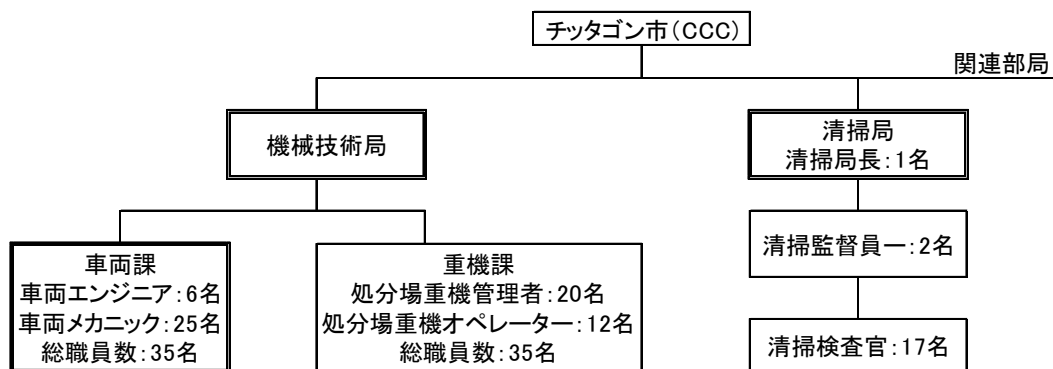 チッタゴン市(CCC)
関連部局
機械技術局
清掃局
清掃局長:1名
車両課
車両エンジニア:6名
車両メカニック:25名
総職員数:35名
重機課
処分場重機管理者:20名
処分場重機オペレーター:12名
総職員数:35名
清掃監督員ー:2名
清掃検査官:17名